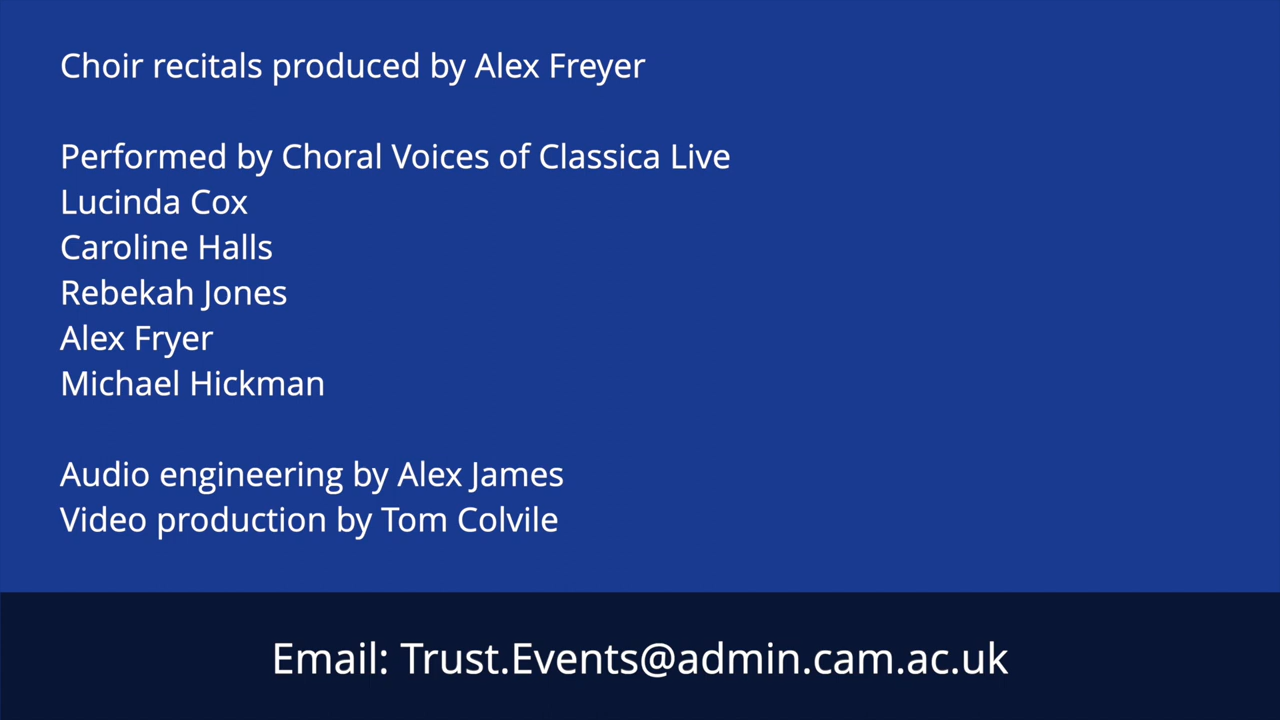 Choir recitals produced by Alex Freyer
Performed by Choral Voices of Classica Live
Lucinda Cox
Caroline Halls
Rebekah Jones
Alex Fryer
Michael Hickman
Audio engineering by Alex James
Video production by Tom Colvile
Email: Trust.Events@admin.cam.ac.uk